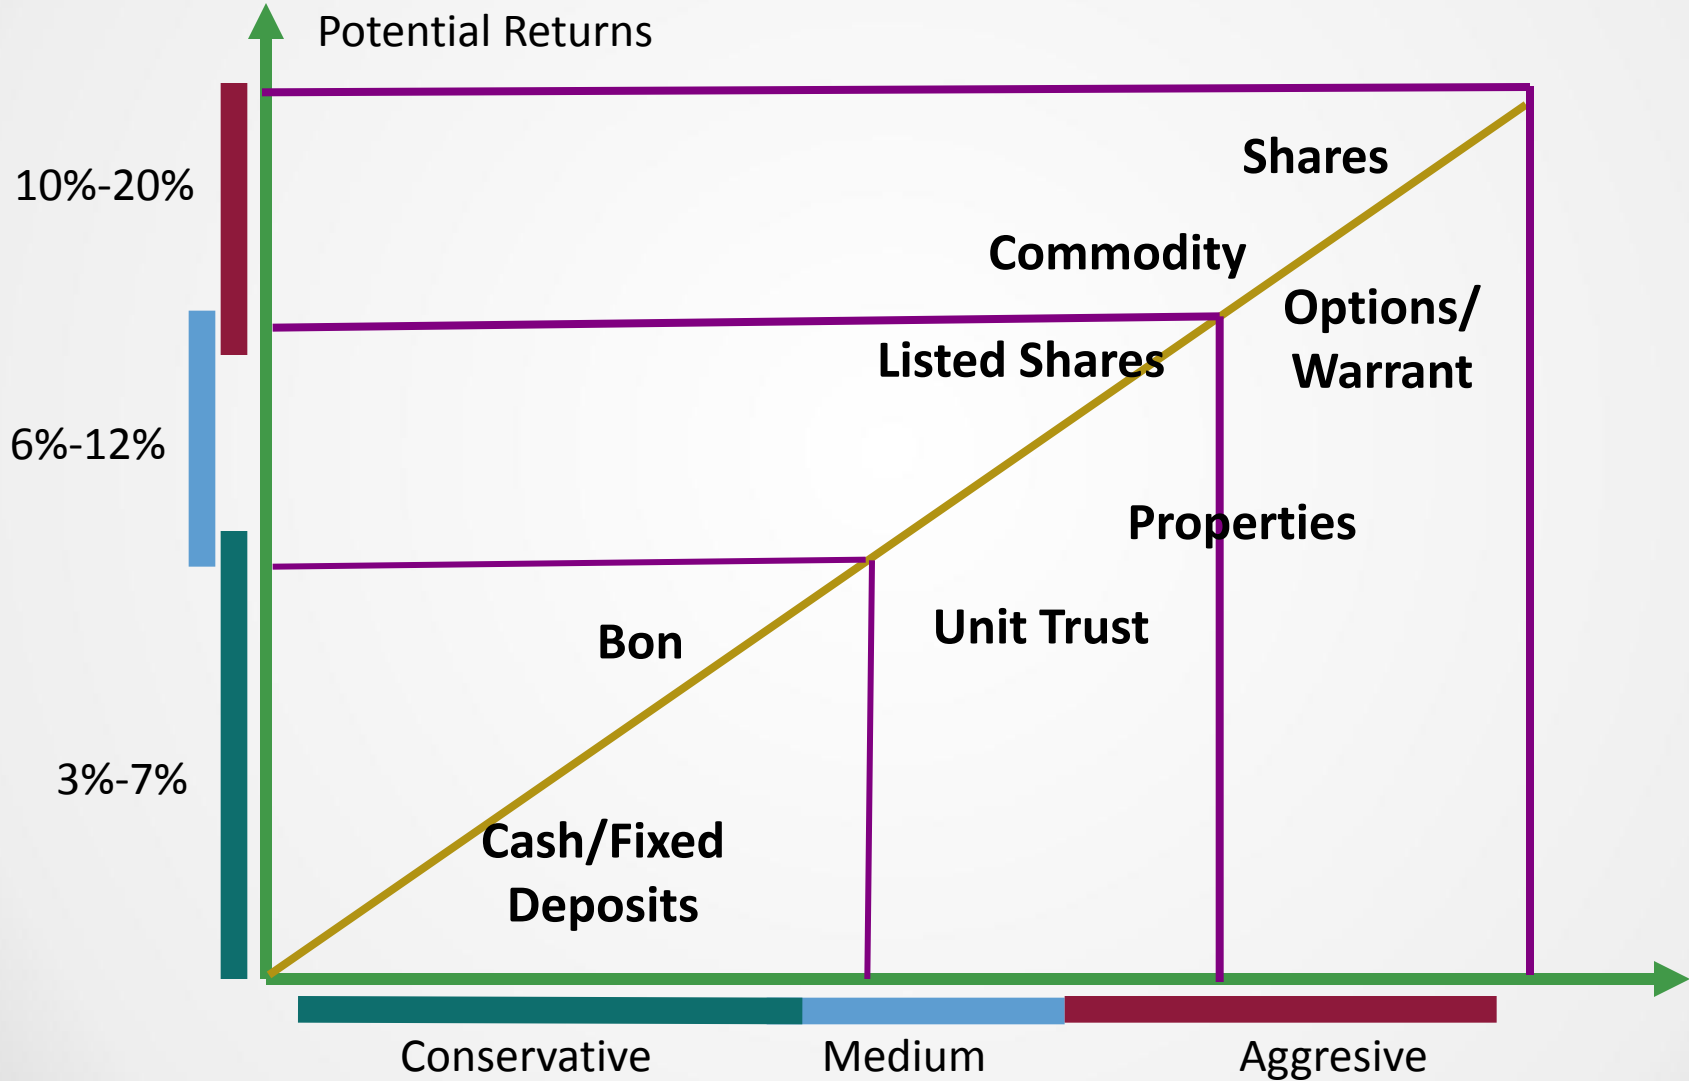 Potential Returns
Shares
10%-20%
Commodity
Options/
Warrant
Listed Shares
6%-12%
Properties
Unit Trust
Bon
3%-7%
Cash/Fixed
Deposits
Conservative
Medium
Aggresive